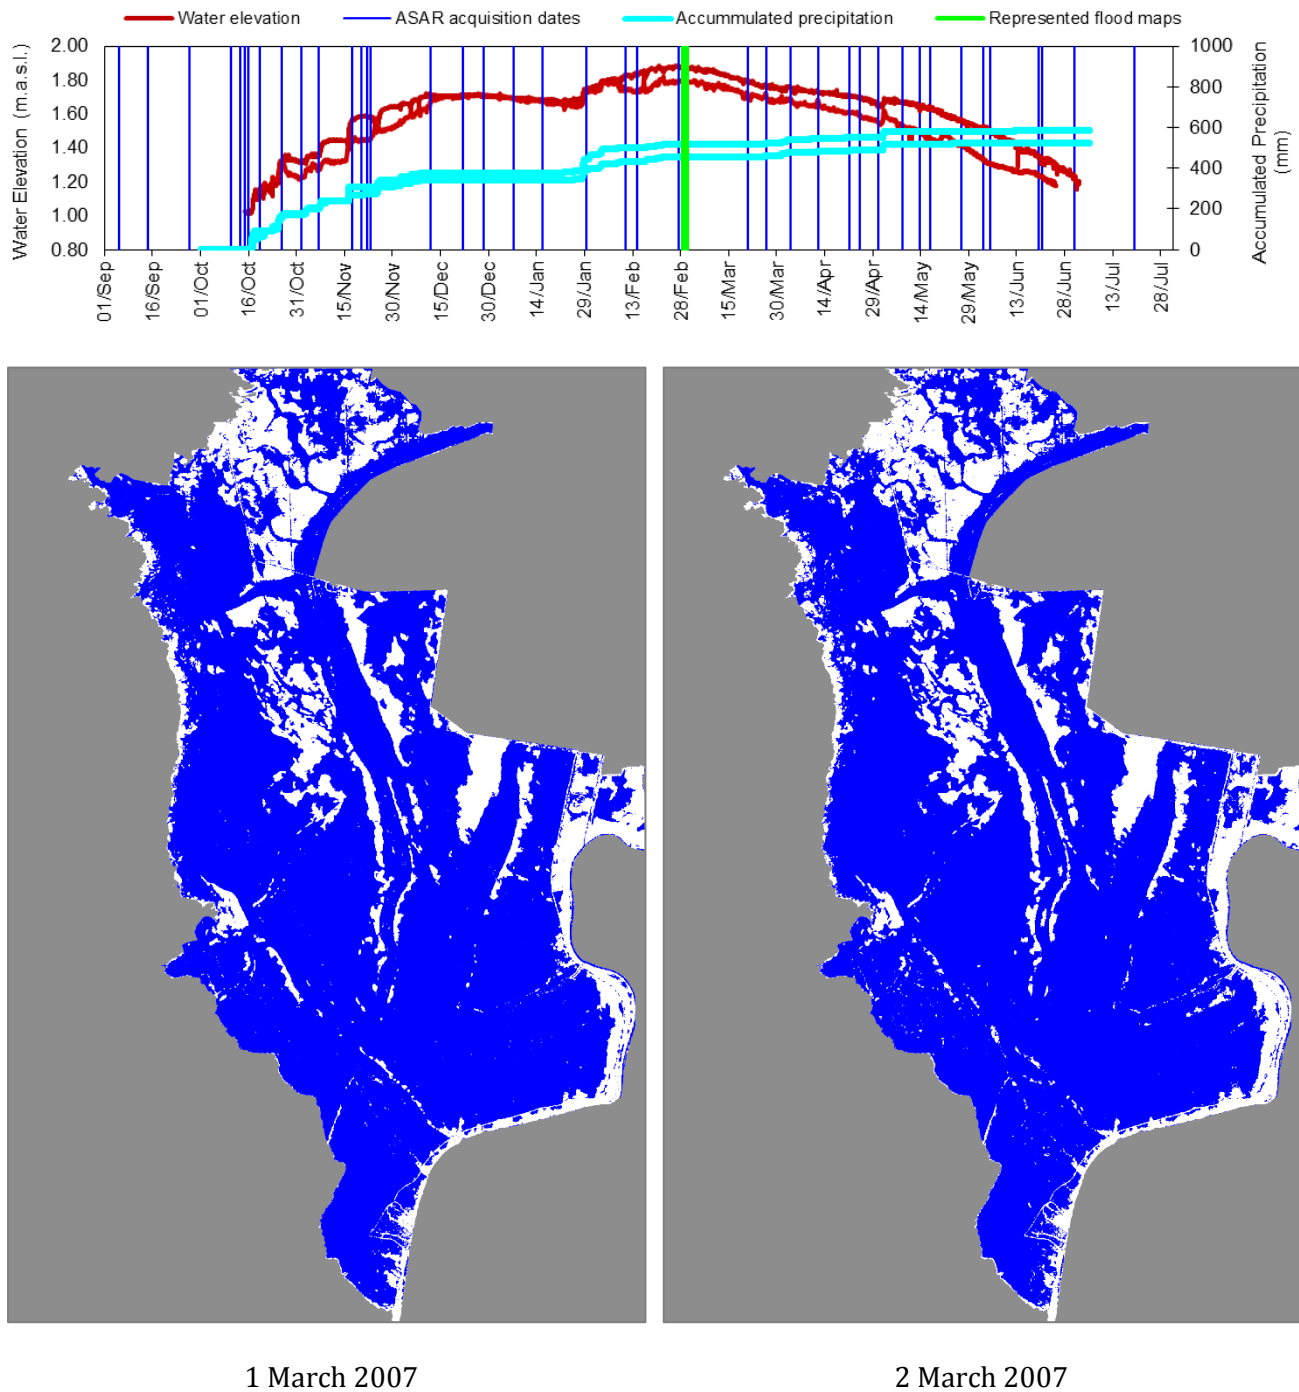 Water elevation ASAR acquisition dates Accummulated precipitation Represented flood maps
Water Elevation (m.a.s.l.)
2.00
1.80
1.60
1.40
1.20
1.00
0.80
1000
800
600
400
200
0
Accumulated Precipitation
(mm)
01/Sep
16/Sep
01/Oct
16/Oct
31/Oct
15/Nov
30/Nov
15/Dec
30/Dec
14/Jan
29/Jan
13/Feb
28/Feb
15/Mar
30/Mar
14/Apr
29/Apr
14/May
29/May
13/Jun
28/Jun
13/Jul
28/Jul
1 March 2007
2 March 2007